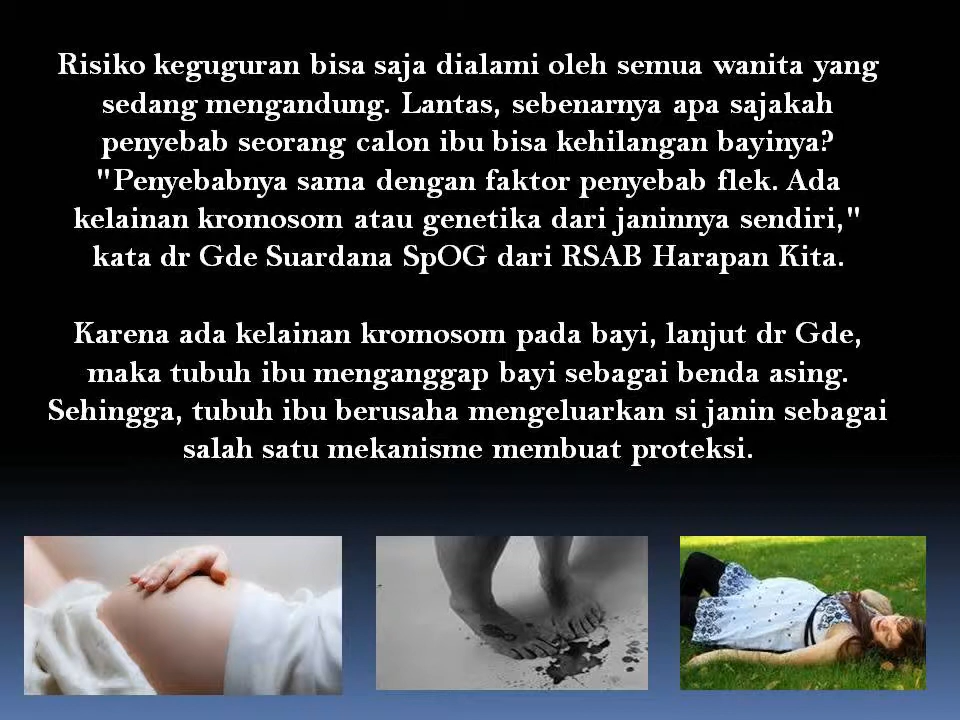 Risiko keguguran bisa saja dialami oleh semua wanita yang
sedang mengandung. Lantas, sebenarnya apa sajakah
penyebab seorang calon ibu bisa kehilangan bayinya?
"Penyebabnya sama dengan faktor penyebab flek. Ada
kelainan kromosom atau genetika dari janinnya sendiri,"
kata dr Gde Suardana SpOG dari RSAB Harapan Kita.
Karena ada kelainan kromosom pada bayi, lanjut dr Gde,
maka tubuh ibu menganggap bayi sebagai benda asing.
Sehingga, tubuh ibu berusaha mengeluarkan si janin sebagai
salah satu mekanisme membuat proteksi.